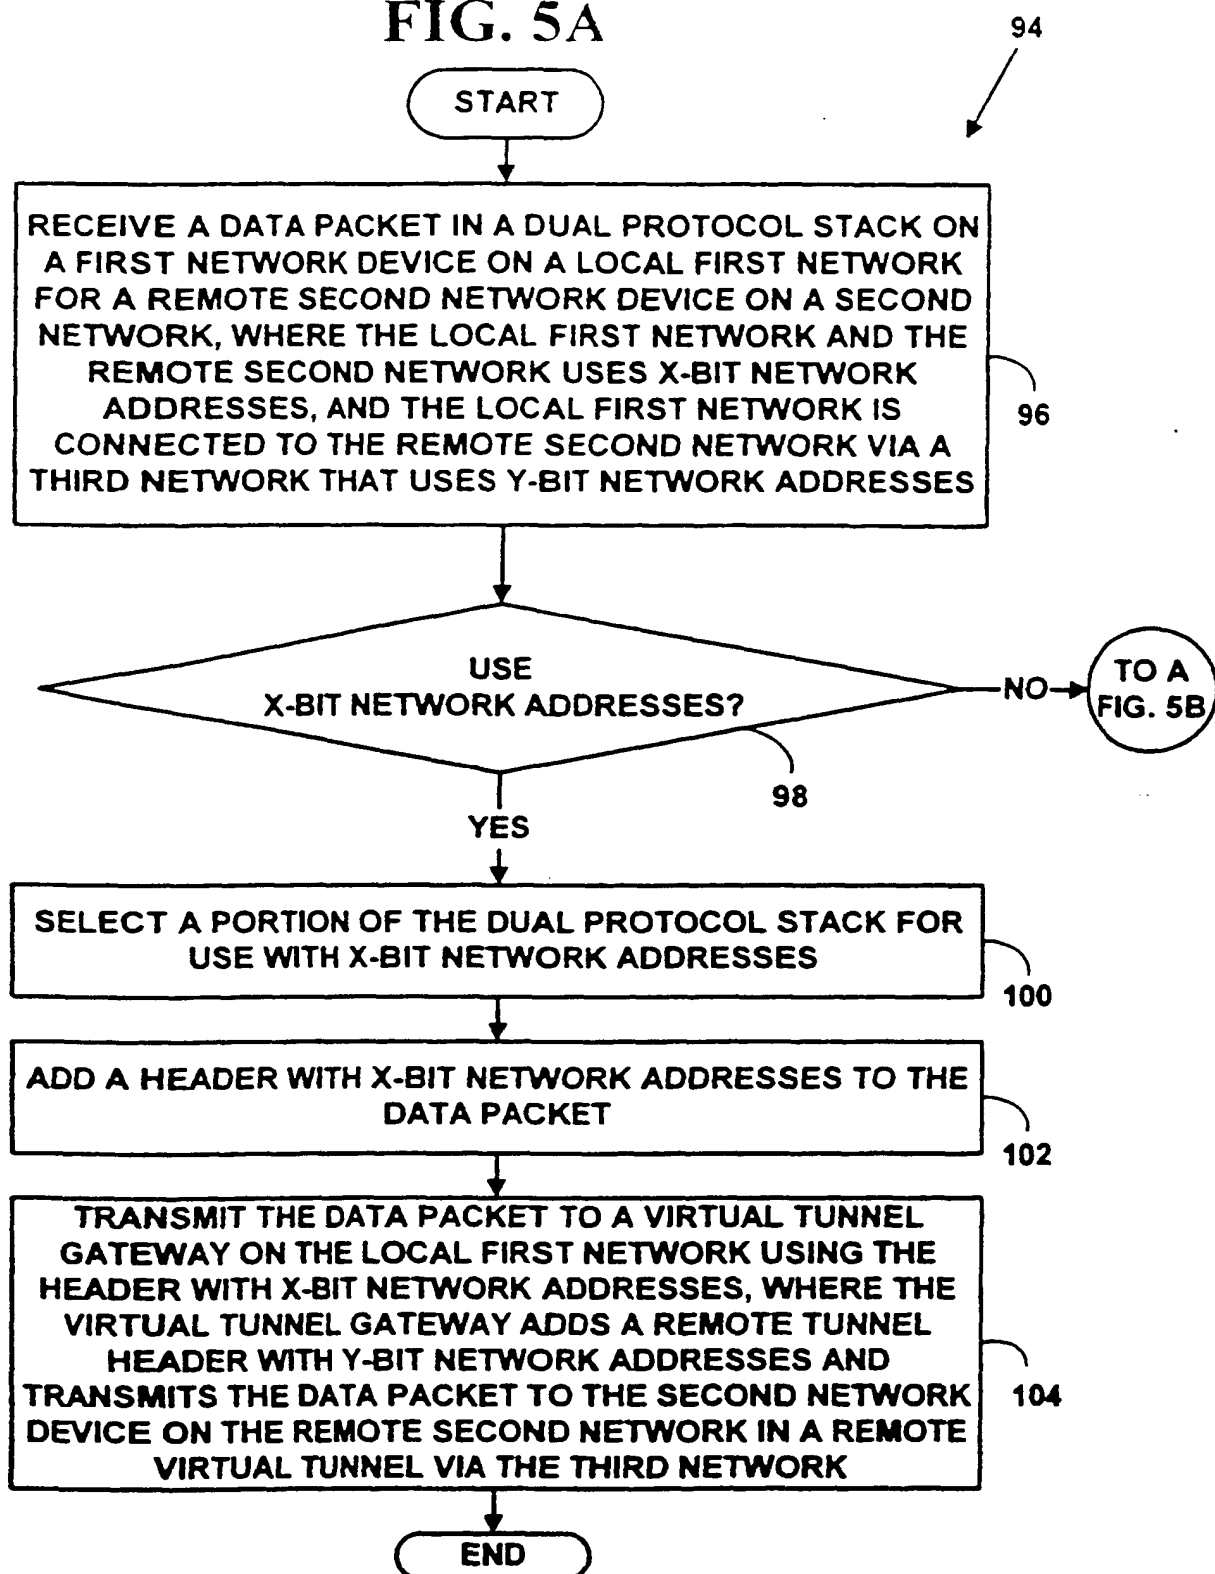 FIG. 5A
94
START
RECEIVE A DATA PACKET IN A DUAL PROTOCOL STACK ON
A FIRST NETWORK DEVICE ON A LOCAL FIRST NETWORK
FOR A REMOTE SECOND NETWORK DEVICE ON A SECOND
NETWORK, WHERE THE LOCAL FIRST NETWORK AND THE
REMOTE SECOND NETWORK USES X-BIT NETWORK
ADDRESSES, AND THE LOCAL FIRST NETWORK IS
CONNECTED TO THE REMOTE SECOND NETWORK VIA A
THIRD NETWORK THAT USES Y-BIT NETWORK ADDRESSES
96
USE
X-BIT NETWORK ADDRESSES?
NO
TO A
FIG. 5B
98
YES
SELECT A PORTION OF THE DUAL PROTOCOL STACK FOR
USE WITH X-BIT NETWORK ADDRESSES
100
ADD A HEADER WITH X-BIT NETWORK ADDRESSES TO THE
DATA PACKET
102
TRANSMIT THE DATA PACKET TO A VIRTUAL TUNNEL
GATEWAY ON THE LOCAL FIRST NETWORK USING THE
HEADER WITH X-BIT NETWORK ADDRESSES, WHERE THE
VIRTUAL TUNNEL GATEWAY ADDS A REMOTE TUNNEL
HEADER WITH Y-BIT NETWORK ADDRESSES AND
TRANSMITS THE DATA PACKET TO THE SECOND NETWORK
DEVICE ON THE REMOTE SECOND NETWORK IN A REMOTE
VIRTUAL TUNNEL VIA THE THIRD NETWORK
104
END